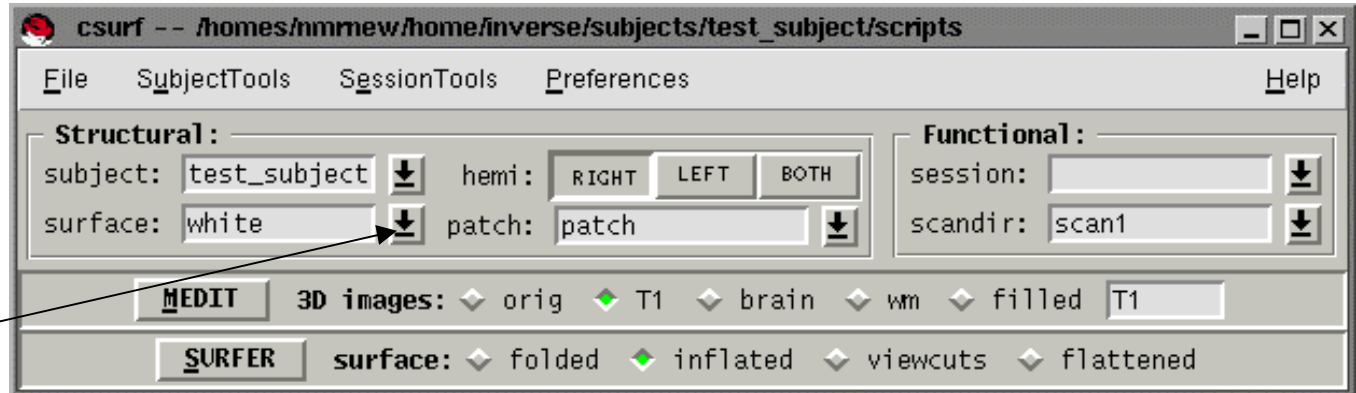 csurf -- /homes/nmrnew/home/inverse/subjects/test_subject/scripts
File SubjectTools SessionTools Preferences Help
Structural: Functional:
subject: test_subject hemi: RIGHT LEFT BOTH session:
surface: white patch: patch scandir: scan1
MEDIT 3D images: orig T1 brain wm filled T1
SURFER surface: folded inflated viewcuts flattened